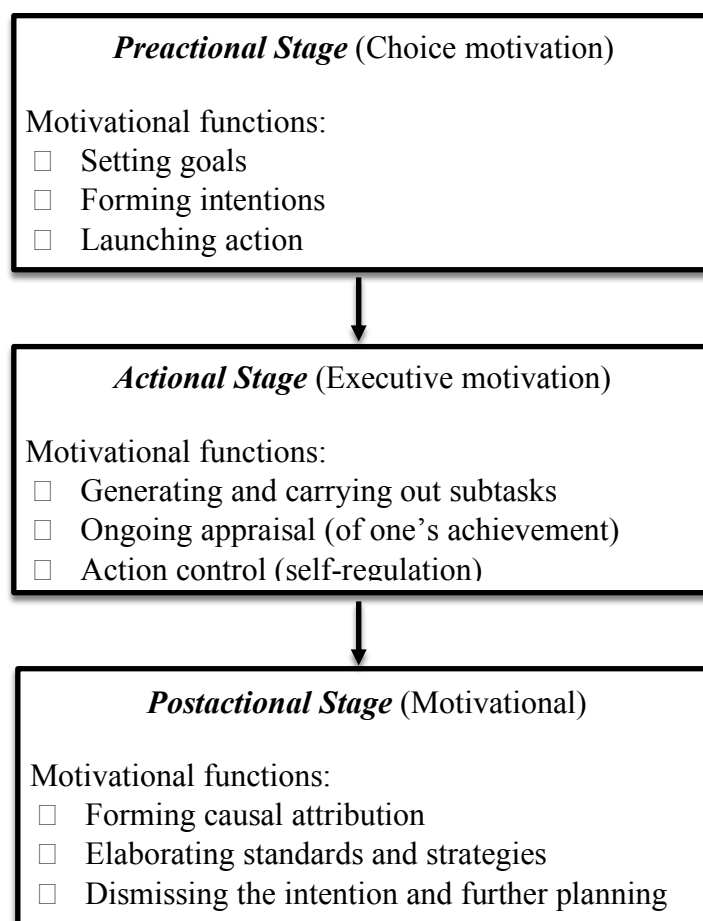 Preactional Stage (Choice motivation)
Motivational functions:
□ Setting goals
□ Forming intentions
□ Launching action
Actional Stage (Executive motivation)
Motivational functions:
□ Generating and carrying out subtasks
□ Ongoing appraisal (of one’s achievement)
□ Action control (self-regulation)
Postactional Stage (Motivational)
Motivational functions:
□ Forming causal attribution
□ Elaborating standards and strategies
□ Dismissing the intention and further planning